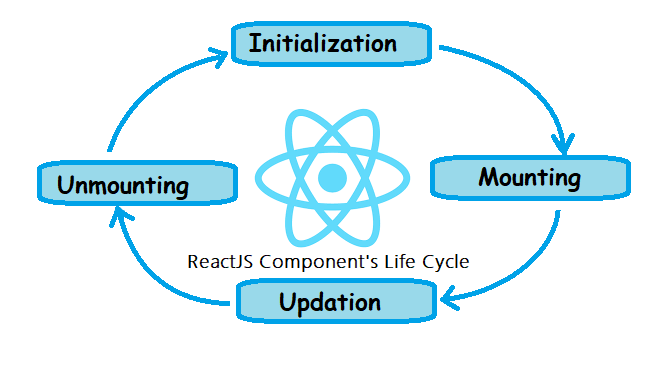 Initialization
Unmounting
Mounting
ReactJS Component's Life Cycle
Updation